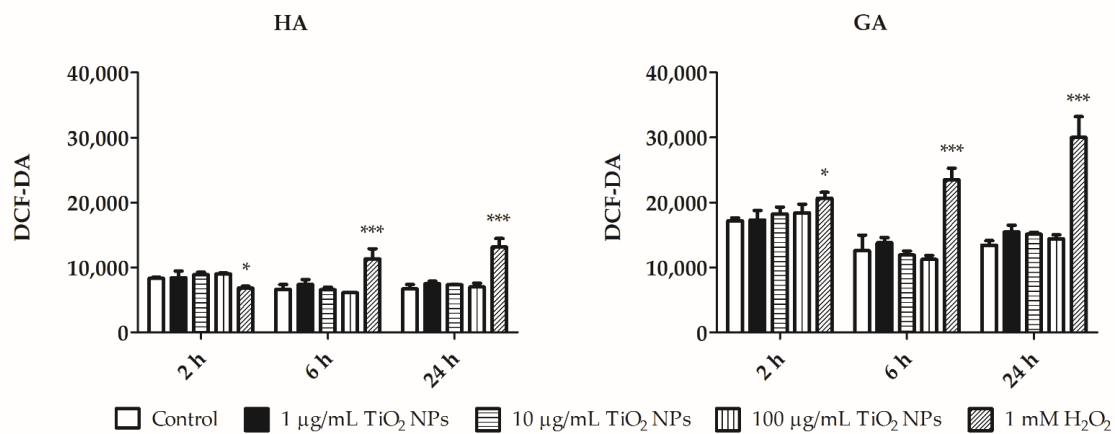 HA
GA
DCF-DA
40,000
30,000
20,000
10,000
0
*
***
***
2 h
6 h
24 h
DCF-DA
40,000
30,000
20,000
10,000
0
*
***
***
2 h
6 h
24 h
Control
1 µg/mL TiO₂ NPs
10 µg/mL TiO₂ NPs
100 µg/mL TiO₂ NPs
1 mM H₂O₂